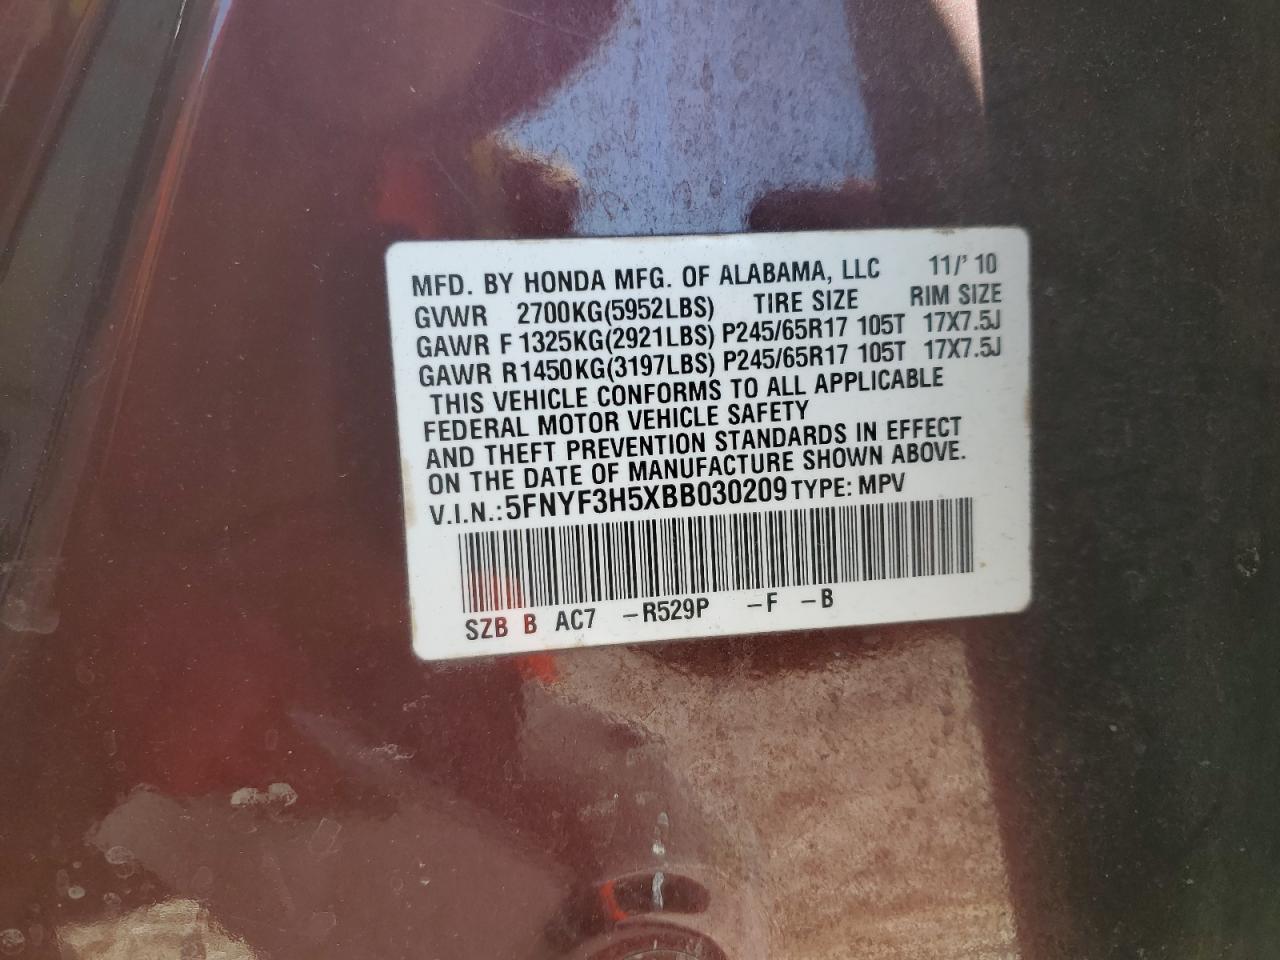 MFD. BY HONDA MFG. OF ALABAMA, LLC 11/'10
GVWR 2700KG(5952LBS) TIRE SIZE RIM SIZE
GAWR F 1325KG(2921LBS) P245/65R17 105T 17X7.5J
GAWR R1450KG(3197LBS) P245/65R17 105T 17X7.5J
THIS VEHICLE CONFORMS TO ALL APPLICABLE
FEDERAL MOTOR VEHICLE SAFETY
AND THEFT PREVENTION STANDARDS IN EFFECT
ON THE DATE OF MANUFACTURE SHOWN ABOVE.
V.I.N.:5FNYF3H5XBB030209 TYPE: MPV
SZB B AC7 -R529P -F -B